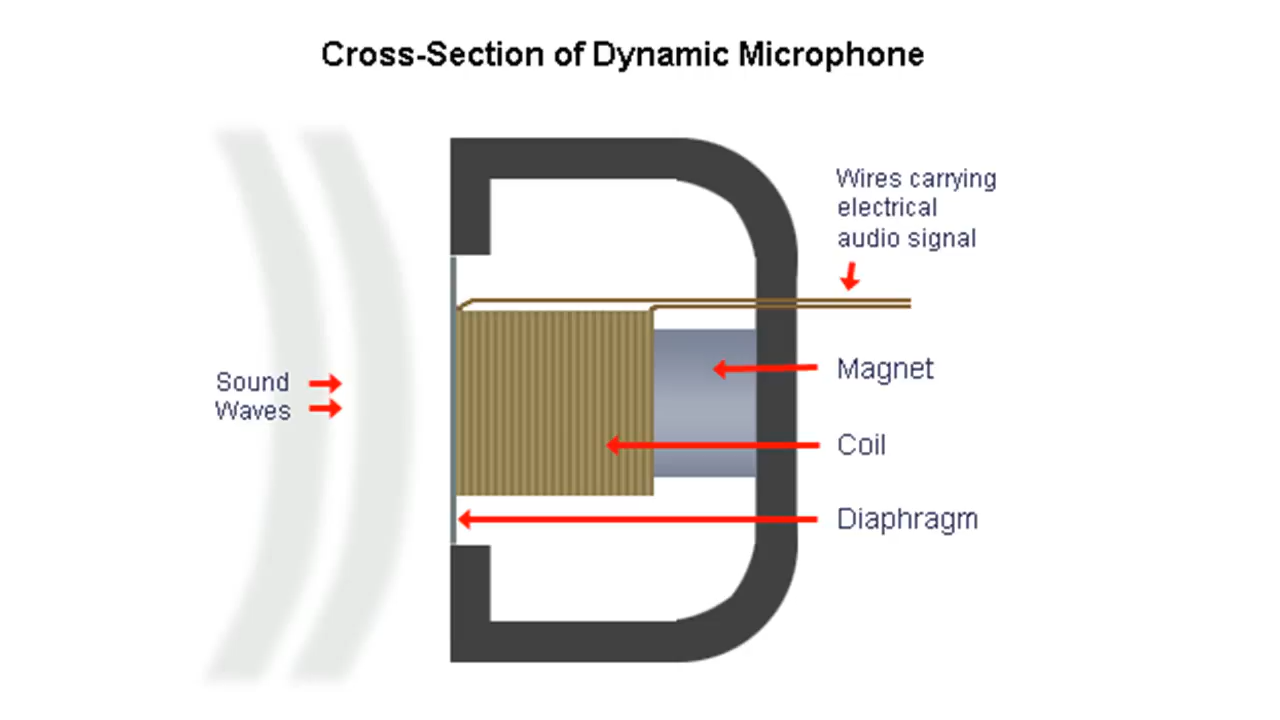 Cross-Section of Dynamic Microphone
Wires carrying
electrical
audio signal
Sound
Waves
Magnet
Coil
Diaphragm